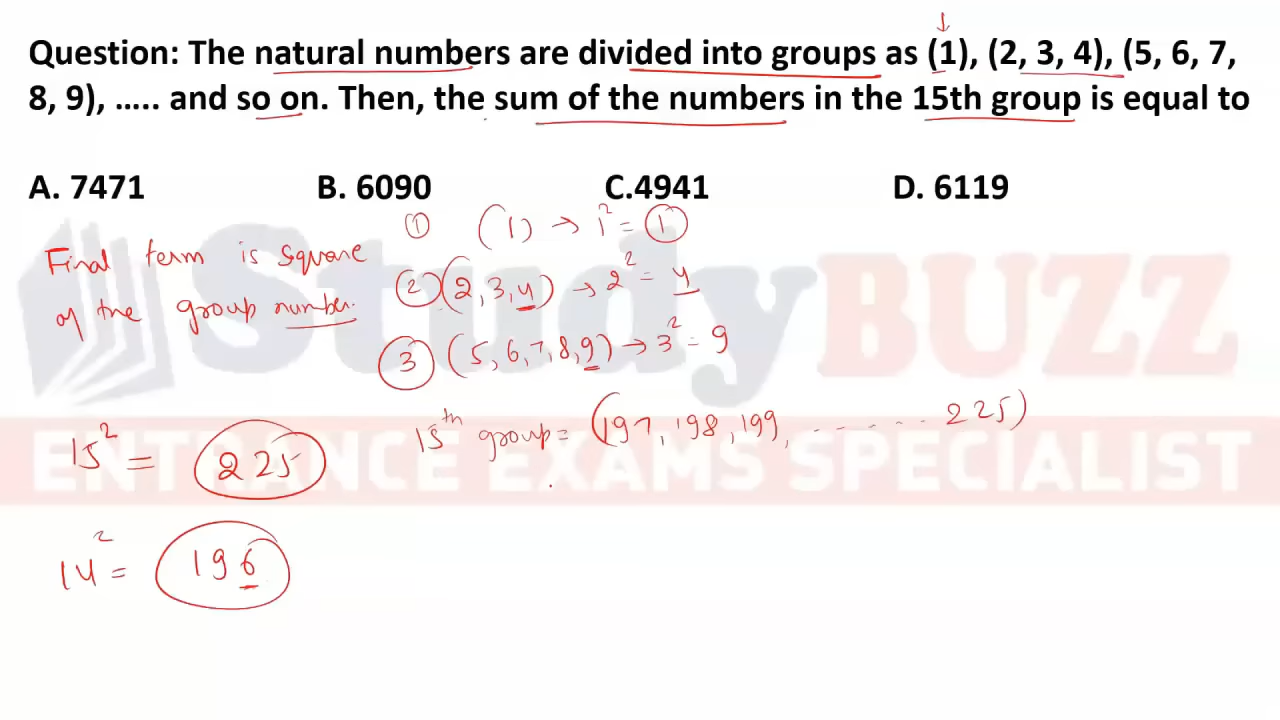 Question: The natural numbers are divided into groups as (1), (2, 3, 4), (5, 6, 7,
8, 9), ..... and so on. Then, the sum of the numbers in the 15th group is equal to
A. 7471 B. 6090 C.4941 D. 6119
Final term is square
of the group number.
① (1) → 1² = 1
② (2, 3, 4) → 2² = 4
③ (5, 6, 7, 8, 9) → 3² = 9
15th group = (197, 198, 199, ....... 225)
15² = 225
14² = 196
StudyBUZZ
ENTRANCE EXAMS SPECIALIST